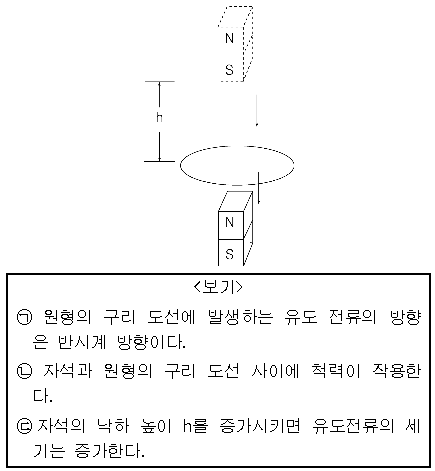 N
S
h
N
S
<보기>
㉠ 원형의 구리 도선에 발생하는 유도 전류의 방향
은 반시계 방향이다.
㉡ 자석과 원형의 구리 도선 사이에 척력이 작용한
다.
㉢ 자석의 낙하 높이 h를 증가시키면 유도전류의 세
기는 증가한다.